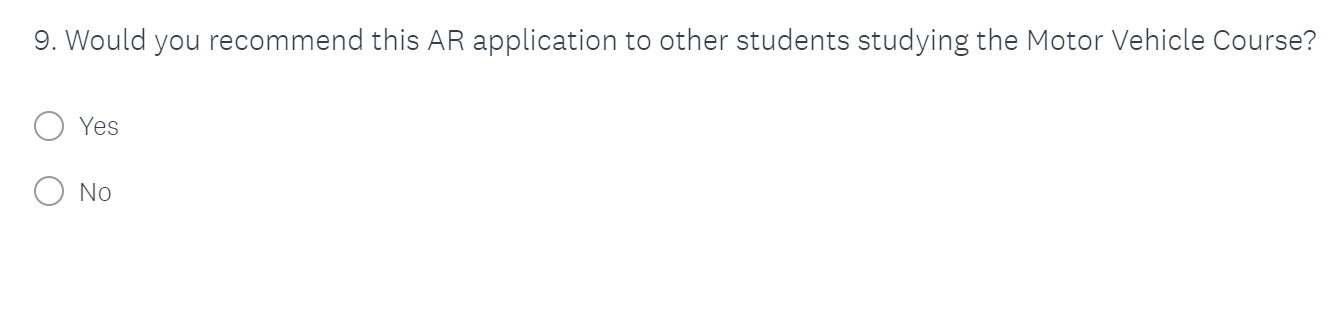 9. Would you recommend this AR application to other students studying the Motor Vehicle Course?
Yes
No